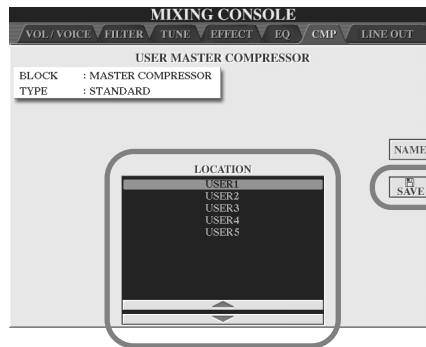 MIXING CONSOLE
VOL / VOICE FILTER TUNE EFFECT EQ CMP LINE OUT
USER MASTER COMPRESSOR
BLOCK : MASTER COMPRESSOR
TYPE : STANDARD
NAME
LOCATION
SAVE
USER1
USER2
USER3
USER4
USER5